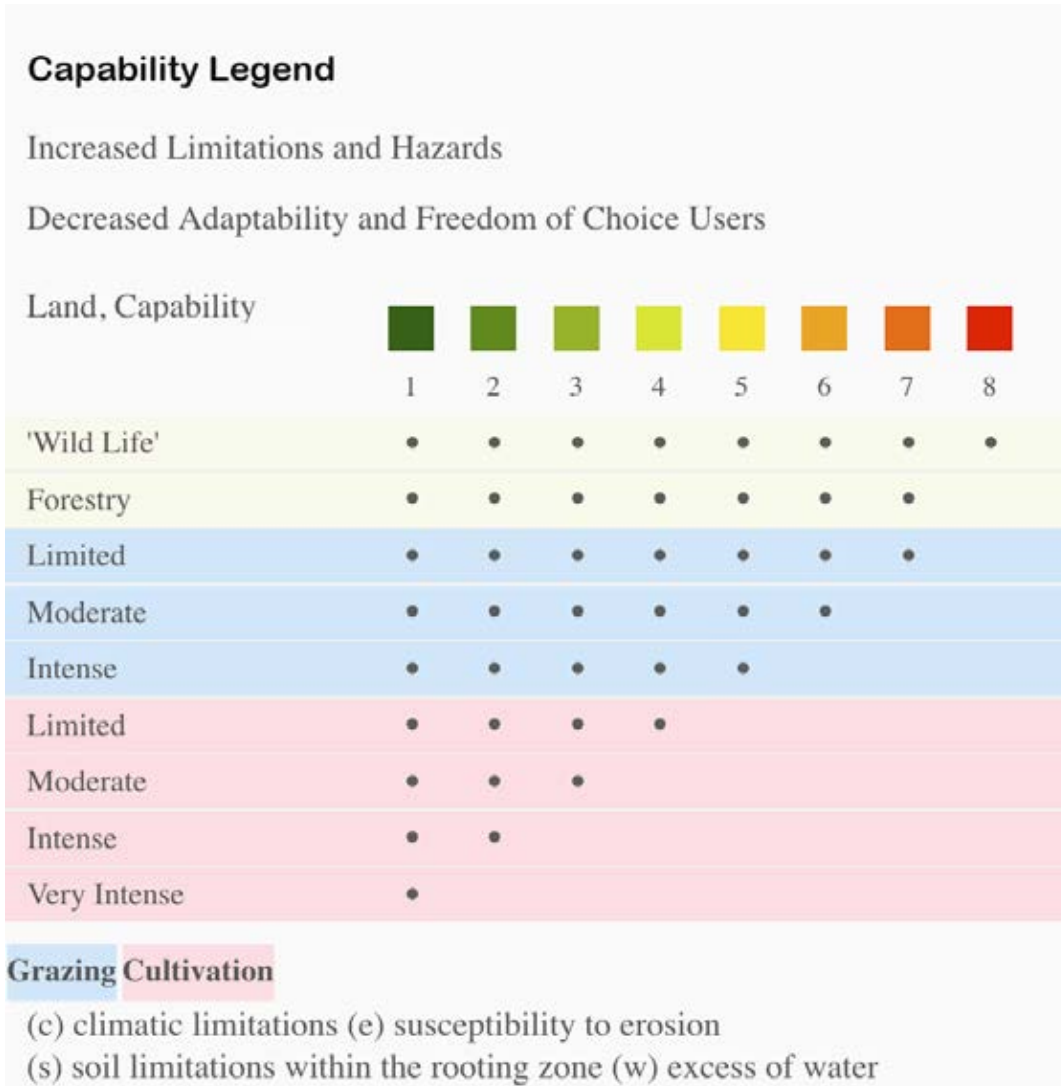 Capability Legend
Increased Limitations and Hazards
Decreased Adaptability and Freedom of Choice Users
Land, Capability
1 2 3 4 5 6 7 8
'Wild Life'
Forestry
Limited
Moderate
Intense
Limited
Moderate
Intense
Very Intense
Grazing Cultivation
(c) climatic limitations (e) susceptibility to erosion
(s) soil limitations within the rooting zone (w) excess of water